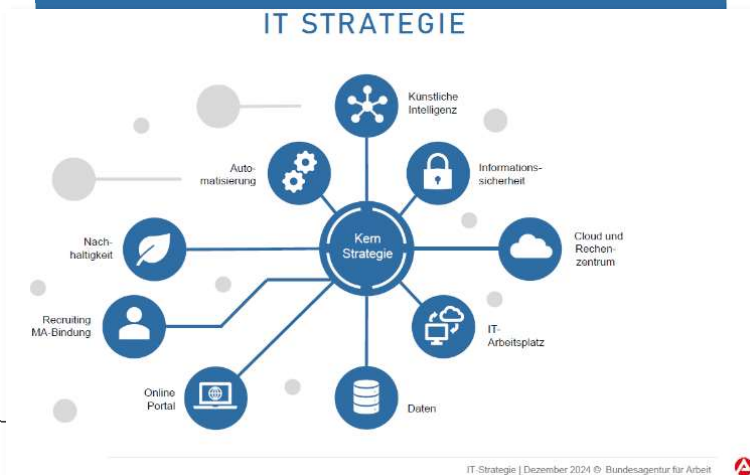 IT STRATEGIE
Künstliche
Intelligenz
Auto-
matisierung
Informations-
sicherheit
Kern
Strategie
Nach-
haltigkeit
Cloud und
Rechen-
zentrum
Recruiting
MA-Bindung
IT-
Arbeitsplatz
Online
Portal
Daten
IT-Strategie | Dezember 2024 © Bundesagentur für Arbeit